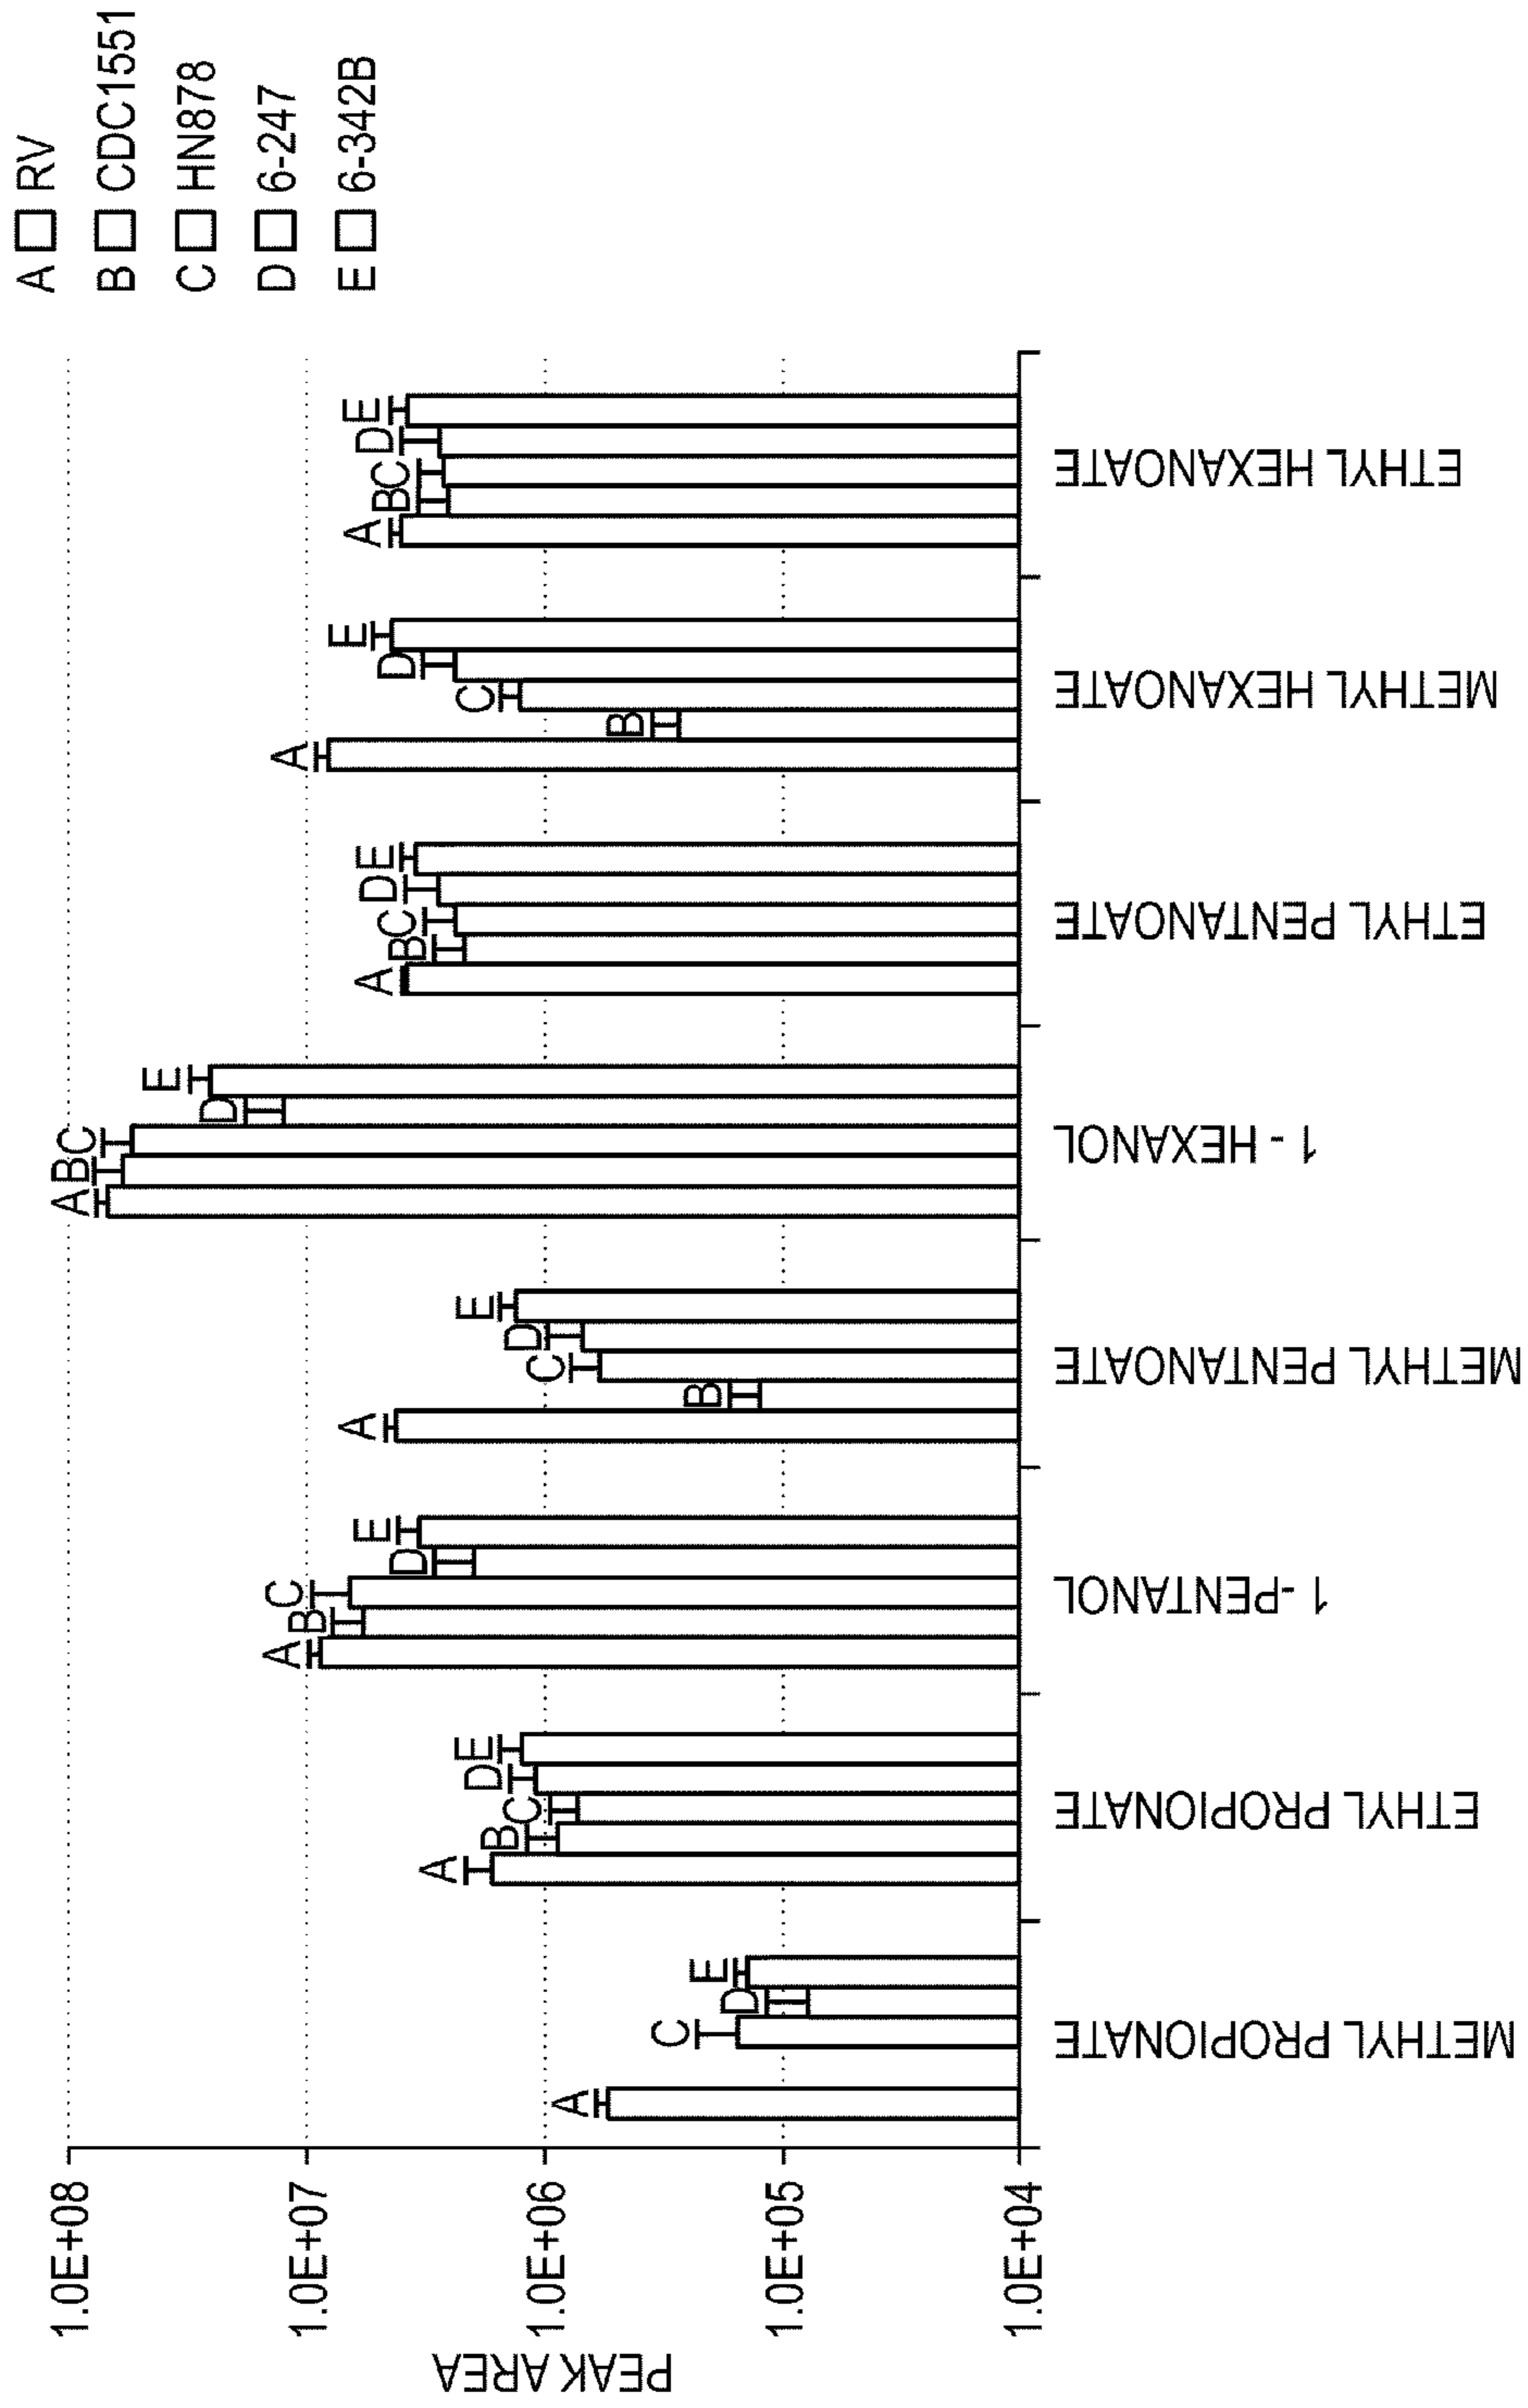 A RV
B CDC1551
C HN878
D 6-247
E 6-342B
PEAK AREA
1.0E+08
1.0E+07
1.0E+06
1.0E+05
1.0E+04
A
C
D
E
A
B
C
D
E
A
B
C
D
E
A
B
C
D
E
A
B
C
D
E
A
B
C
D
E
A
B
C
D
E
A
B
C
D
E
METHYL PROPIONATE
ETHYL PROPIONATE
1 -PENTANOL
METHYL PENTANOATE
1 - HEXANOL
ETHYL PENTANOATE
METHYL HEXANOATE
ETHYL HEXANOATE